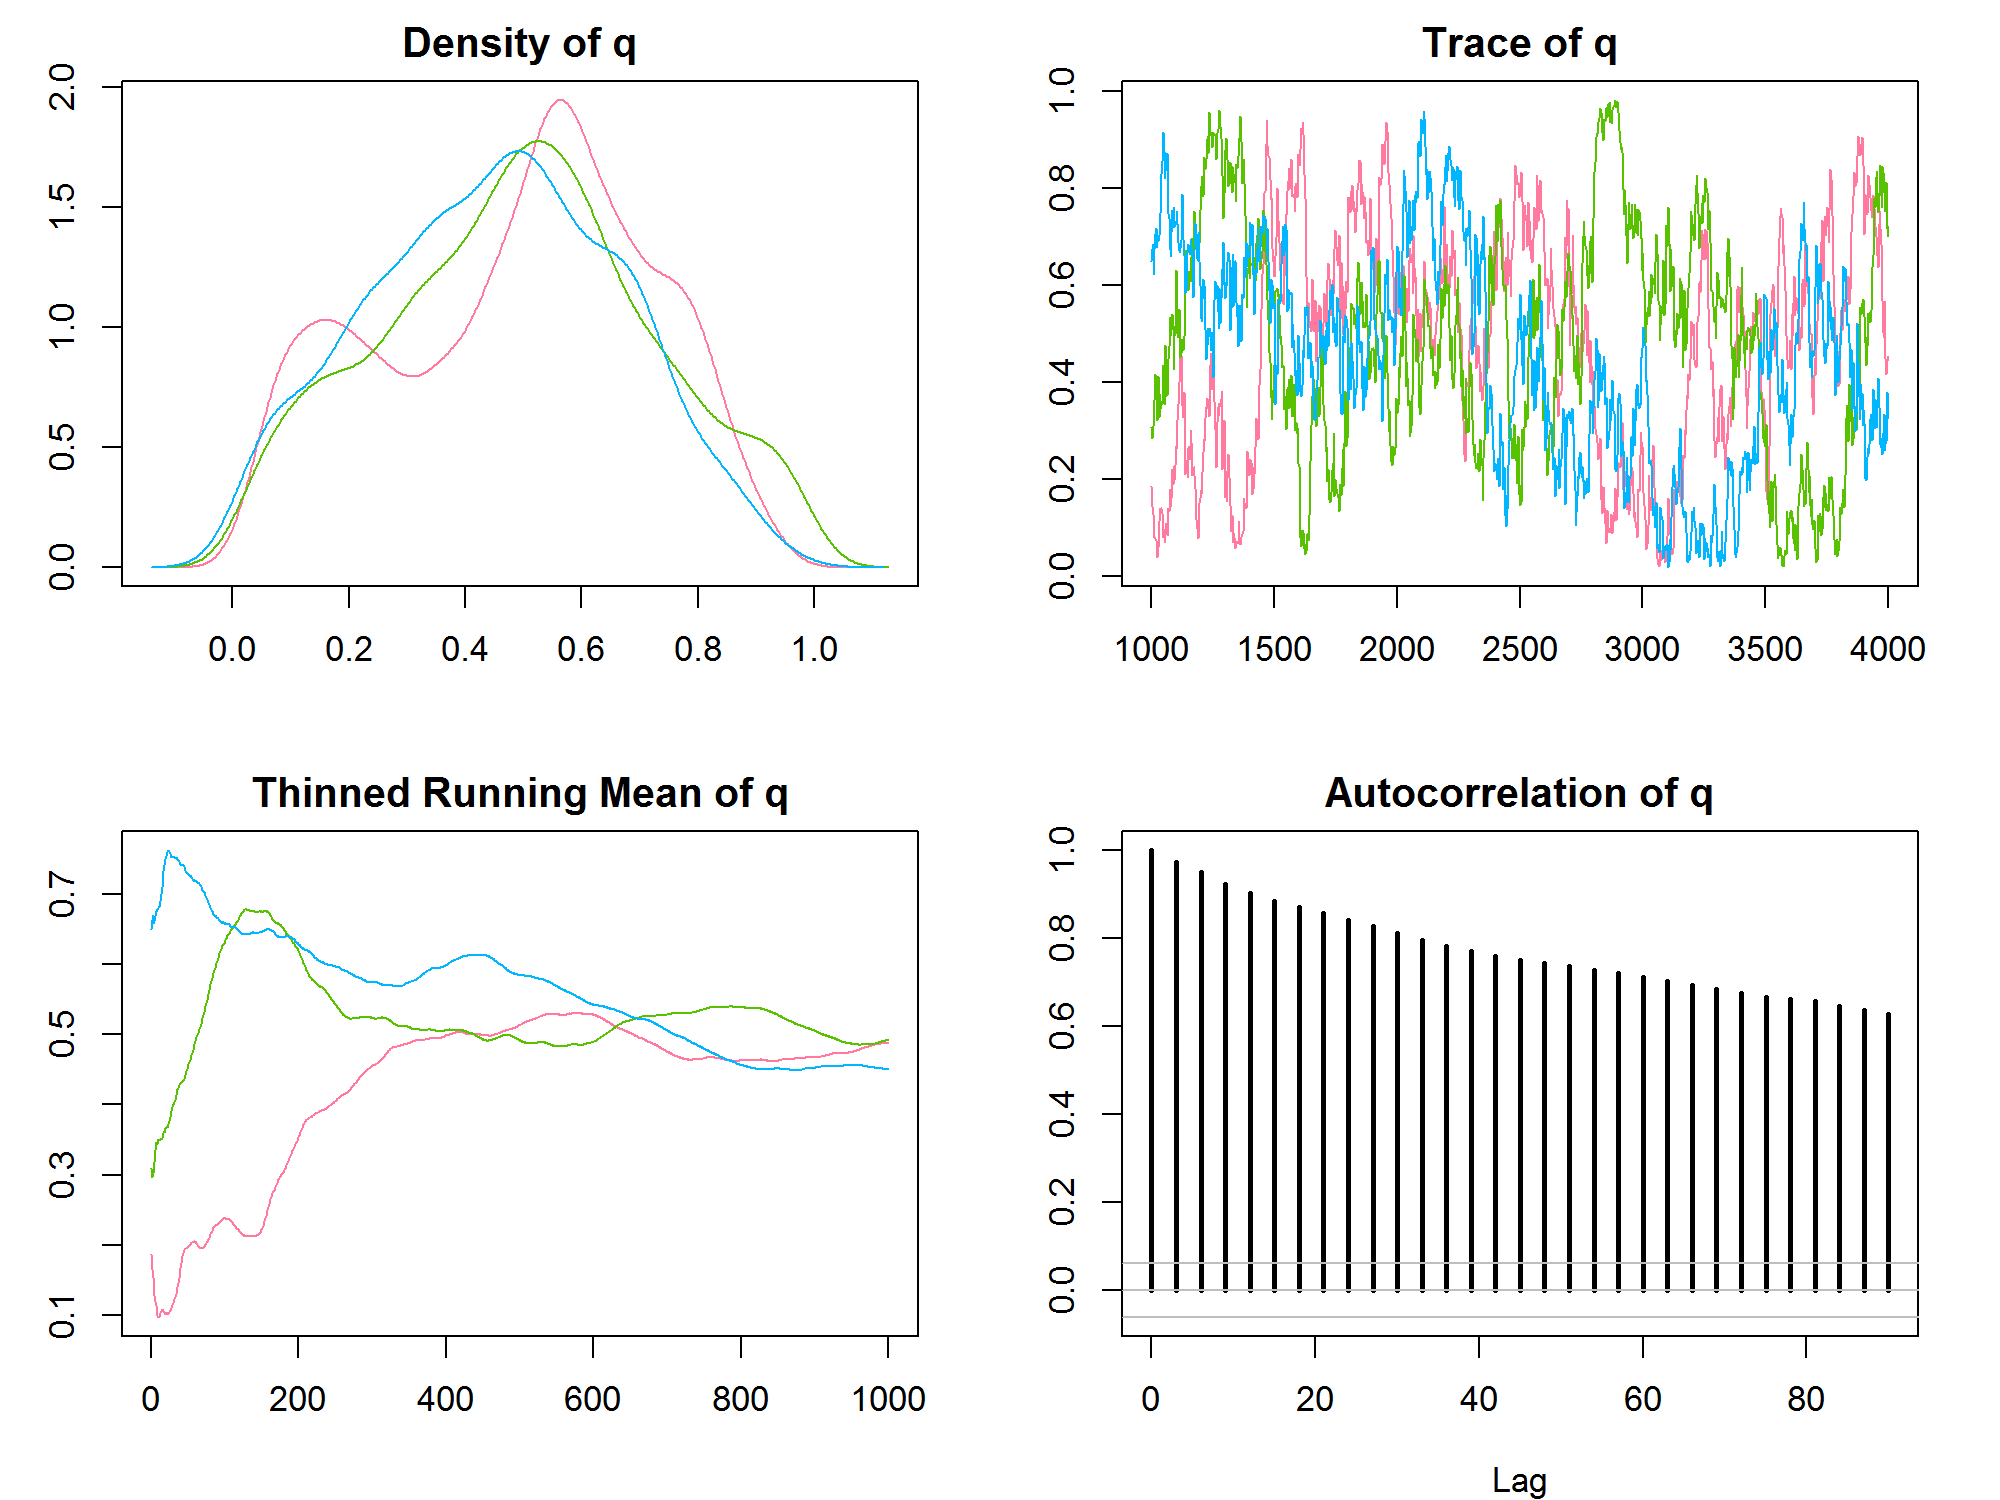 Density of q
2.0
1.5
1.0
0.5
0.0
0.0 0.2 0.4 0.6 0.8 1.0
Trace of q
1.0
0.8
0.6
0.4
0.2
0.0
1000 1500 2000 2500 3000 3500 4000
Thinned Running Mean of q
0.7
0.5
0.3
0.1
0 200 400 600 800 1000
Autocorrelation of q
1.0
0.8
0.6
0.4
0.2
0.0
0 20 40 60 80
Lag